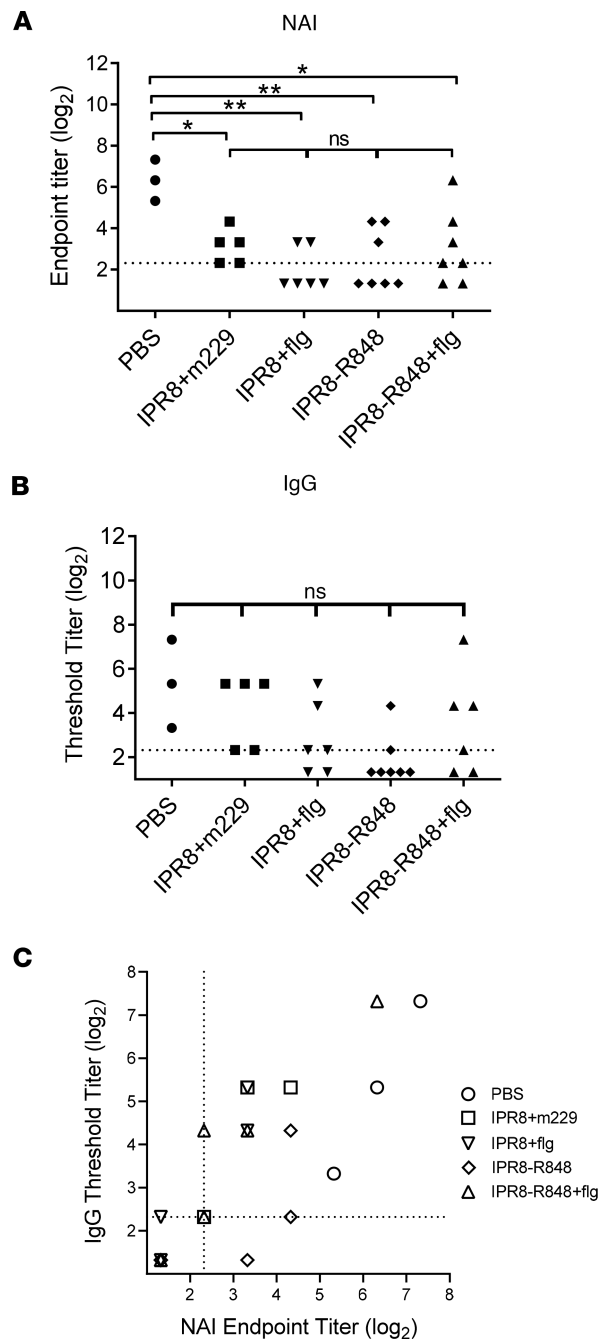 A
NAI
Endpoint titer (log2)
12
10
8
6
4
2
*
**
**
*
ns
PBS
IPR8+m229
IPR8+flg
IPR8-R848
IPR8-R848+flg
B
IgG
Threshold Titer (log2)
12
10
8
6
4
2
ns
PBS
IPR8+m229
IPR8+flg
IPR8-R848
IPR8-R848+flg
C
IgG Threshold Titer (log2)
8
7
6
5
4
3
2
2 3 4 5 6 7 8
NAI Endpoint Titer (log2)
PBS
IPR8+m229
IPR8+flg
IPR8-R848
IPR8-R848+flg